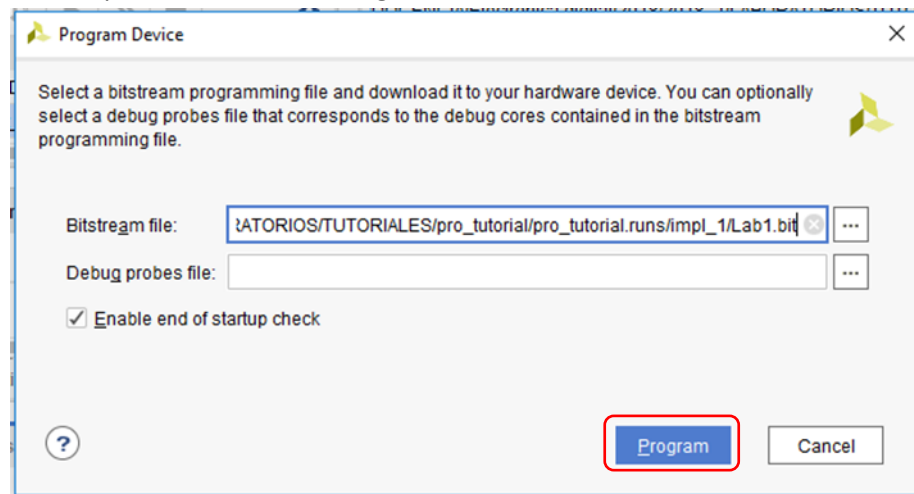 Program Device
Select a bitstream programming file and download it to your hardware device. You can optionally
select a debug probes file that corresponds to the debug cores contained in the bitstream
programming file.
Bitstream file: RATORIOS/TUTORIALES/pro_tutorial/pro_tutorial.runs/impl_1/Lab1.bit ...
Debug probes file: ...
Enable end of startup check
? Program Cancel